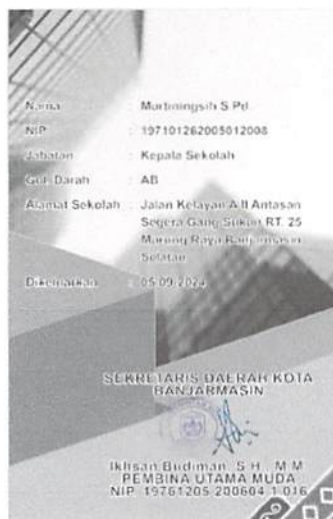 Nama : Murtiningsih S.Pd.
NIP : 197101262005012008
Jabatan : Kepala Sekolah
Gol. Darah : AB
Alamat Sekolah : Jalan Kelayan A II Antasan
Segera Gang Sukun RT. 25
Murung Raya Banjarmasin
Selatan
Dikeluarkan : 05-09-2024
SEKRETARIS DAERAH KOTA
BANJARMASIN
Ikhsan Budiman, S.H., M.M
PEMBINA UTAMA MUDA
NIP. 19761205 200604 1 016